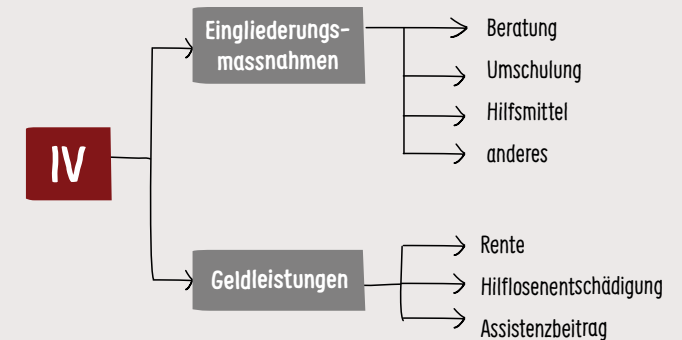 IV
Eingliederungs-
massnahmen
Beratung
Umschulung
Hilfsmittel
anderes
Geldleistungen
Rente
Hilflosenentschädigung
Assistenzbeitrag